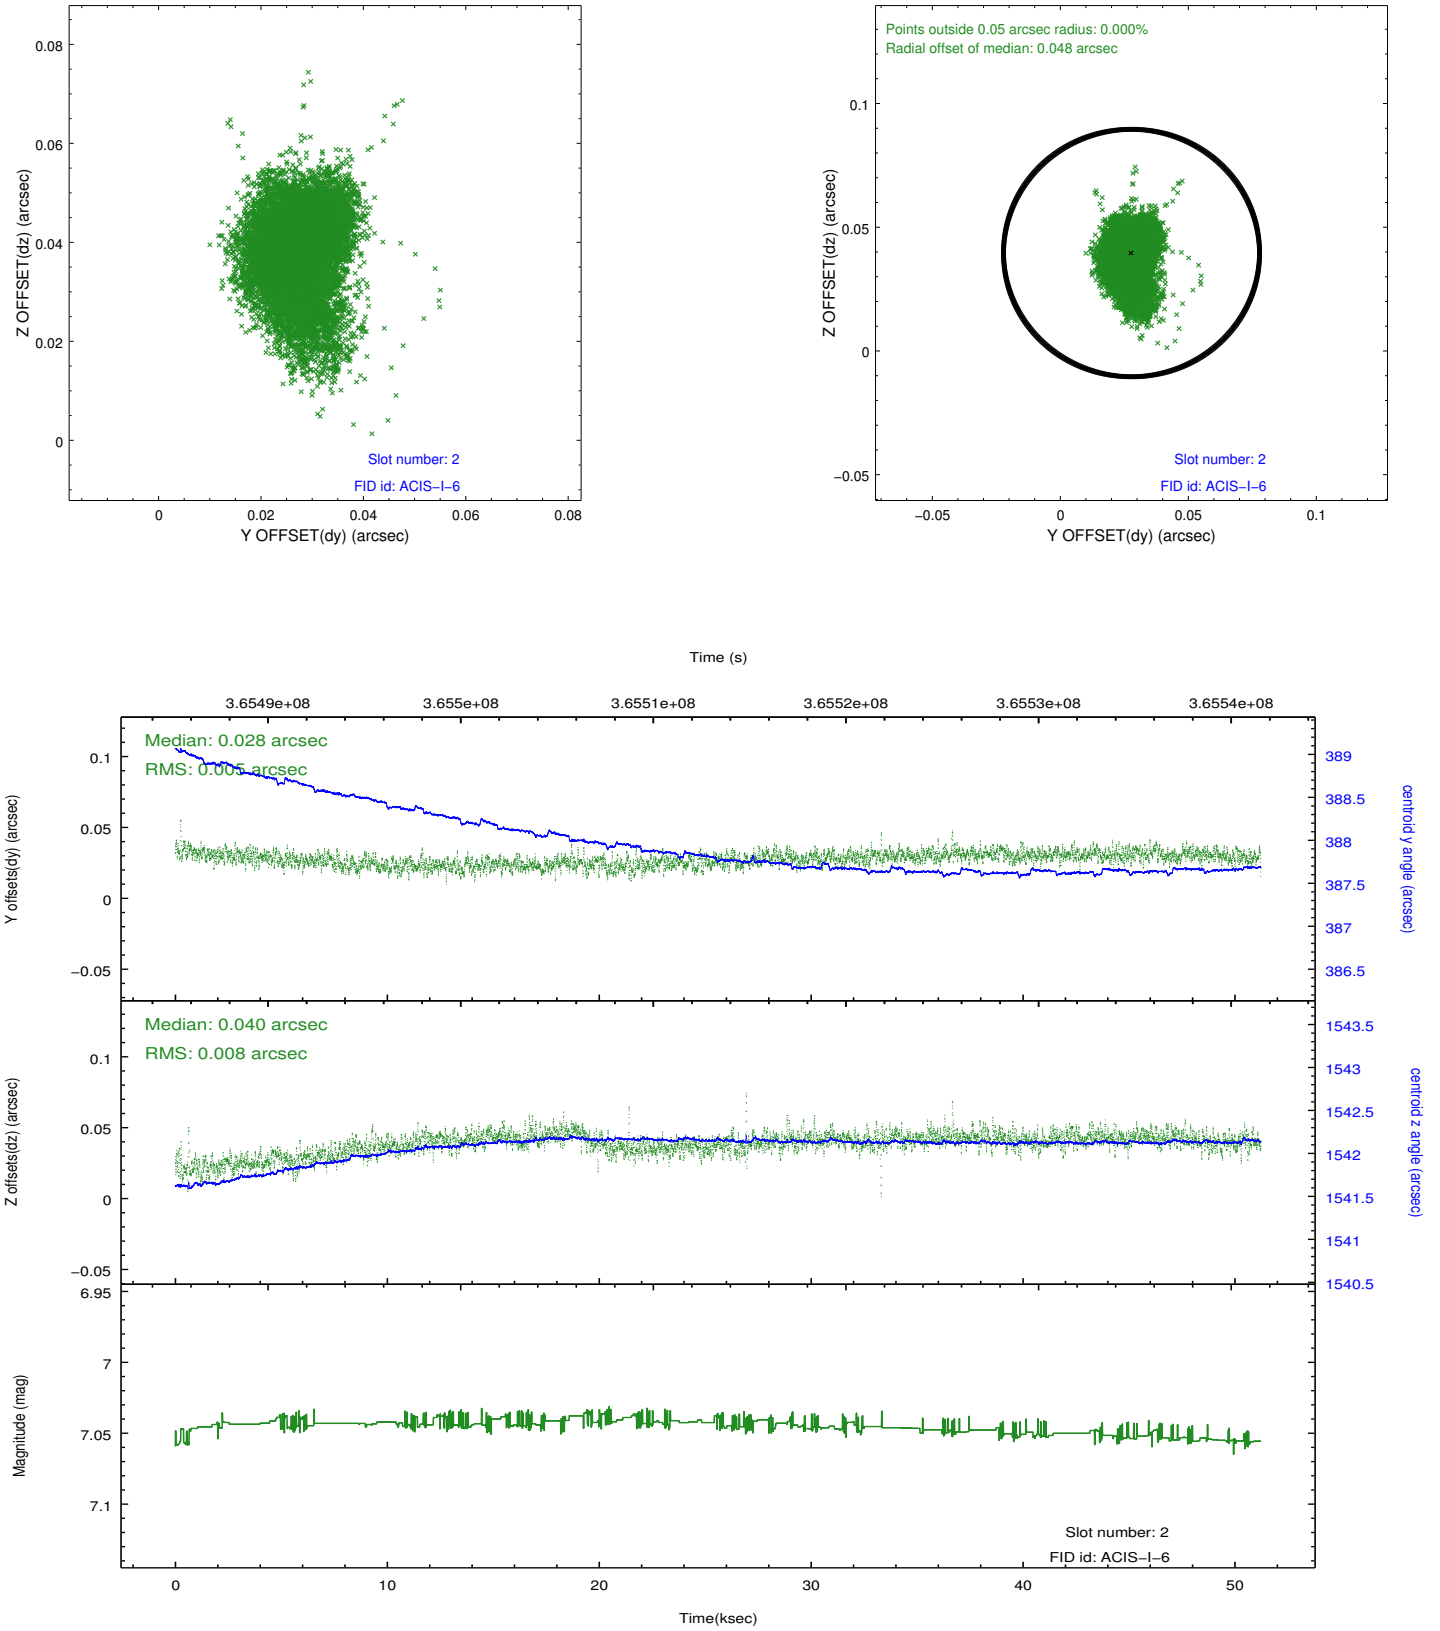 0.08
0.06
0.04
0.02
0
Z OFFSET(dz) (arcsec)
Slot number: 2
FID id: ACIS−I−6
0 0.02 0.04 0.06 0.08
Y OFFSET(dy) (arcsec)
Points outside 0.05 arcsec radius: 0.000%
Radial offset of median: 0.048 arcsec
0.1
0.05
0
−0.05
Z OFFSET(dz) (arcsec)
Slot number: 2
FID id: ACIS−I−6
−0.05 0 0.05 0.1
Y OFFSET(dy) (arcsec)
Time (s)
3.6549e+08 3.655e+08 3.6551e+08 3.6552e+08 3.6553e+08 3.6554e+08
Median: 0.028 arcsec
RMS: 0.005 arcsec
0.1
0.05
0
−0.05
Y offsets(dy) (arcsec)
389
388.5
388
387.5
387
386.5
centroid y angle (arcsec)
Median: 0.040 arcsec
RMS: 0.008 arcsec
0.1
0.05
0
−0.05
Z offsets(dz) (arcsec)
1543.5
1543
1542.5
1542
1541.5
1541
1540.5
centroid z angle (arcsec)
6.95
7
7.05
7.1
Magnitude (mag)
Slot number: 2
FID id: ACIS−I−6
0 10 20 30 40 50
Time(ksec)